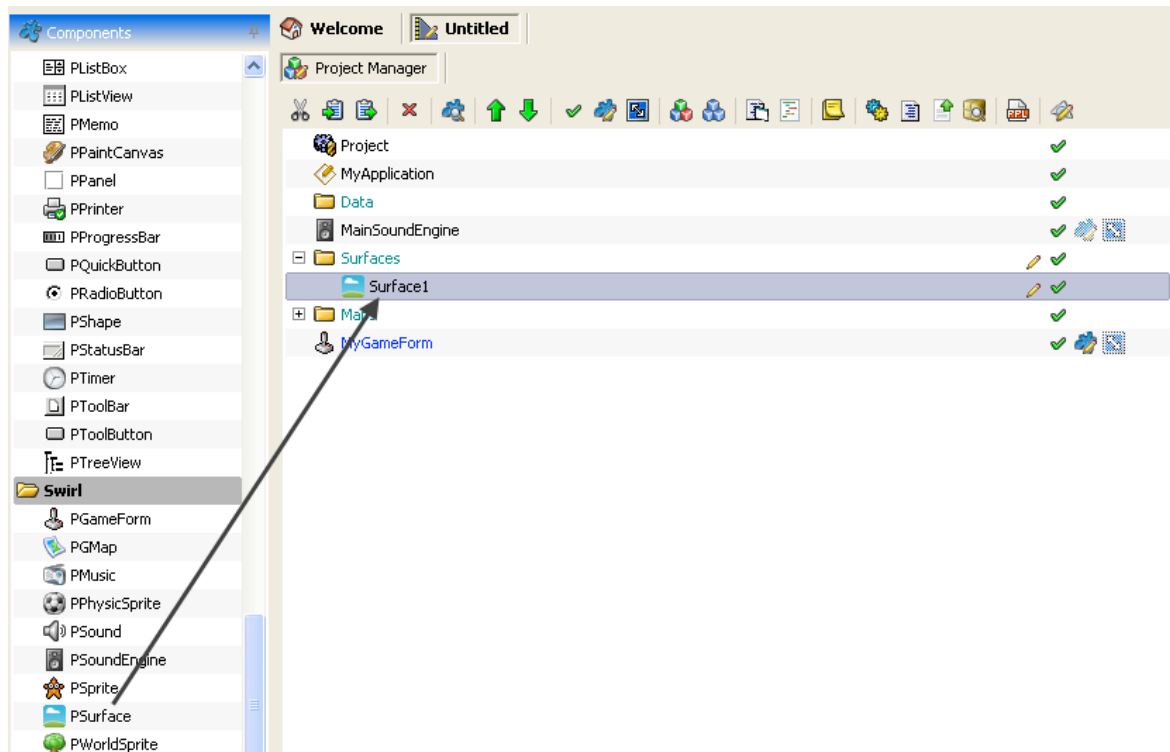 Components
PListBox
PListView
PMemo
PPaintCanvas
PPanel
PPrinter
PProgressBar
PQuickButton
PRadioButton
PShape
PStatusBar
PTimer
PToolBar
PToolButton
PTreeView
Swirl
PGameForm
PGMap
PMusic
PPhysicSprite
PSound
PSoundEngine
PSprite
PSurface
PWorldSprite
Welcome Untitled
Project Manager
Project
MyApplication
Data
MainSoundEngine
Surfaces
Surface1
Maps
MyGameForm